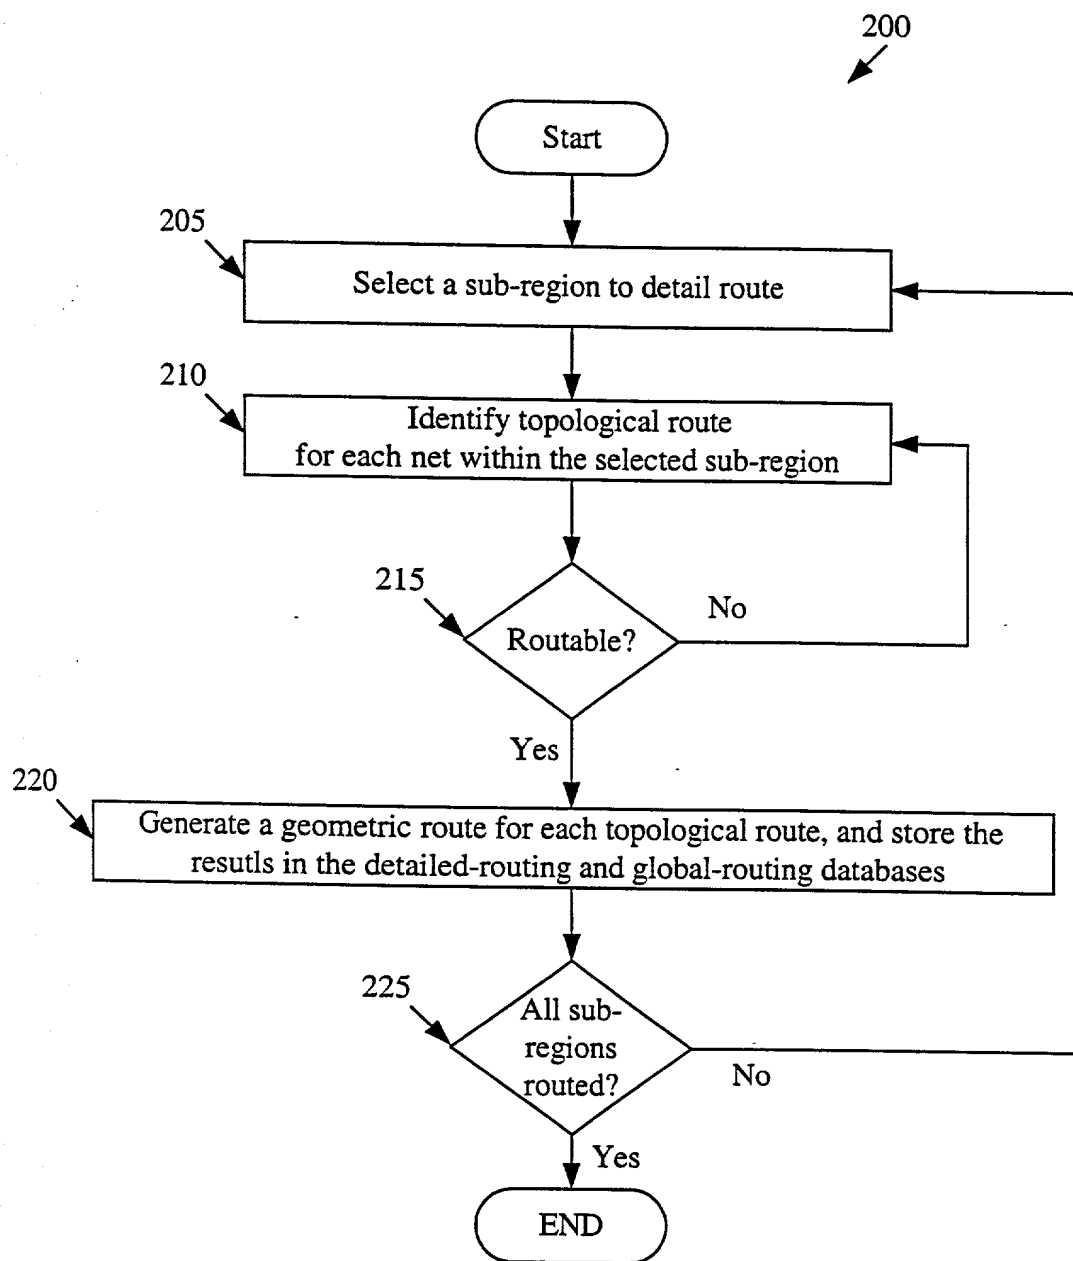 200
Start
205
Select a sub-region to detail route
210
Identify topological route
for each net within the selected sub-region
215
Routable?
No
Yes
220
Generate a geometric route for each topological route, and store the
resutls in the detailed-routing and global-routing databases
225
All sub-
regions
routed?
No
Yes
END